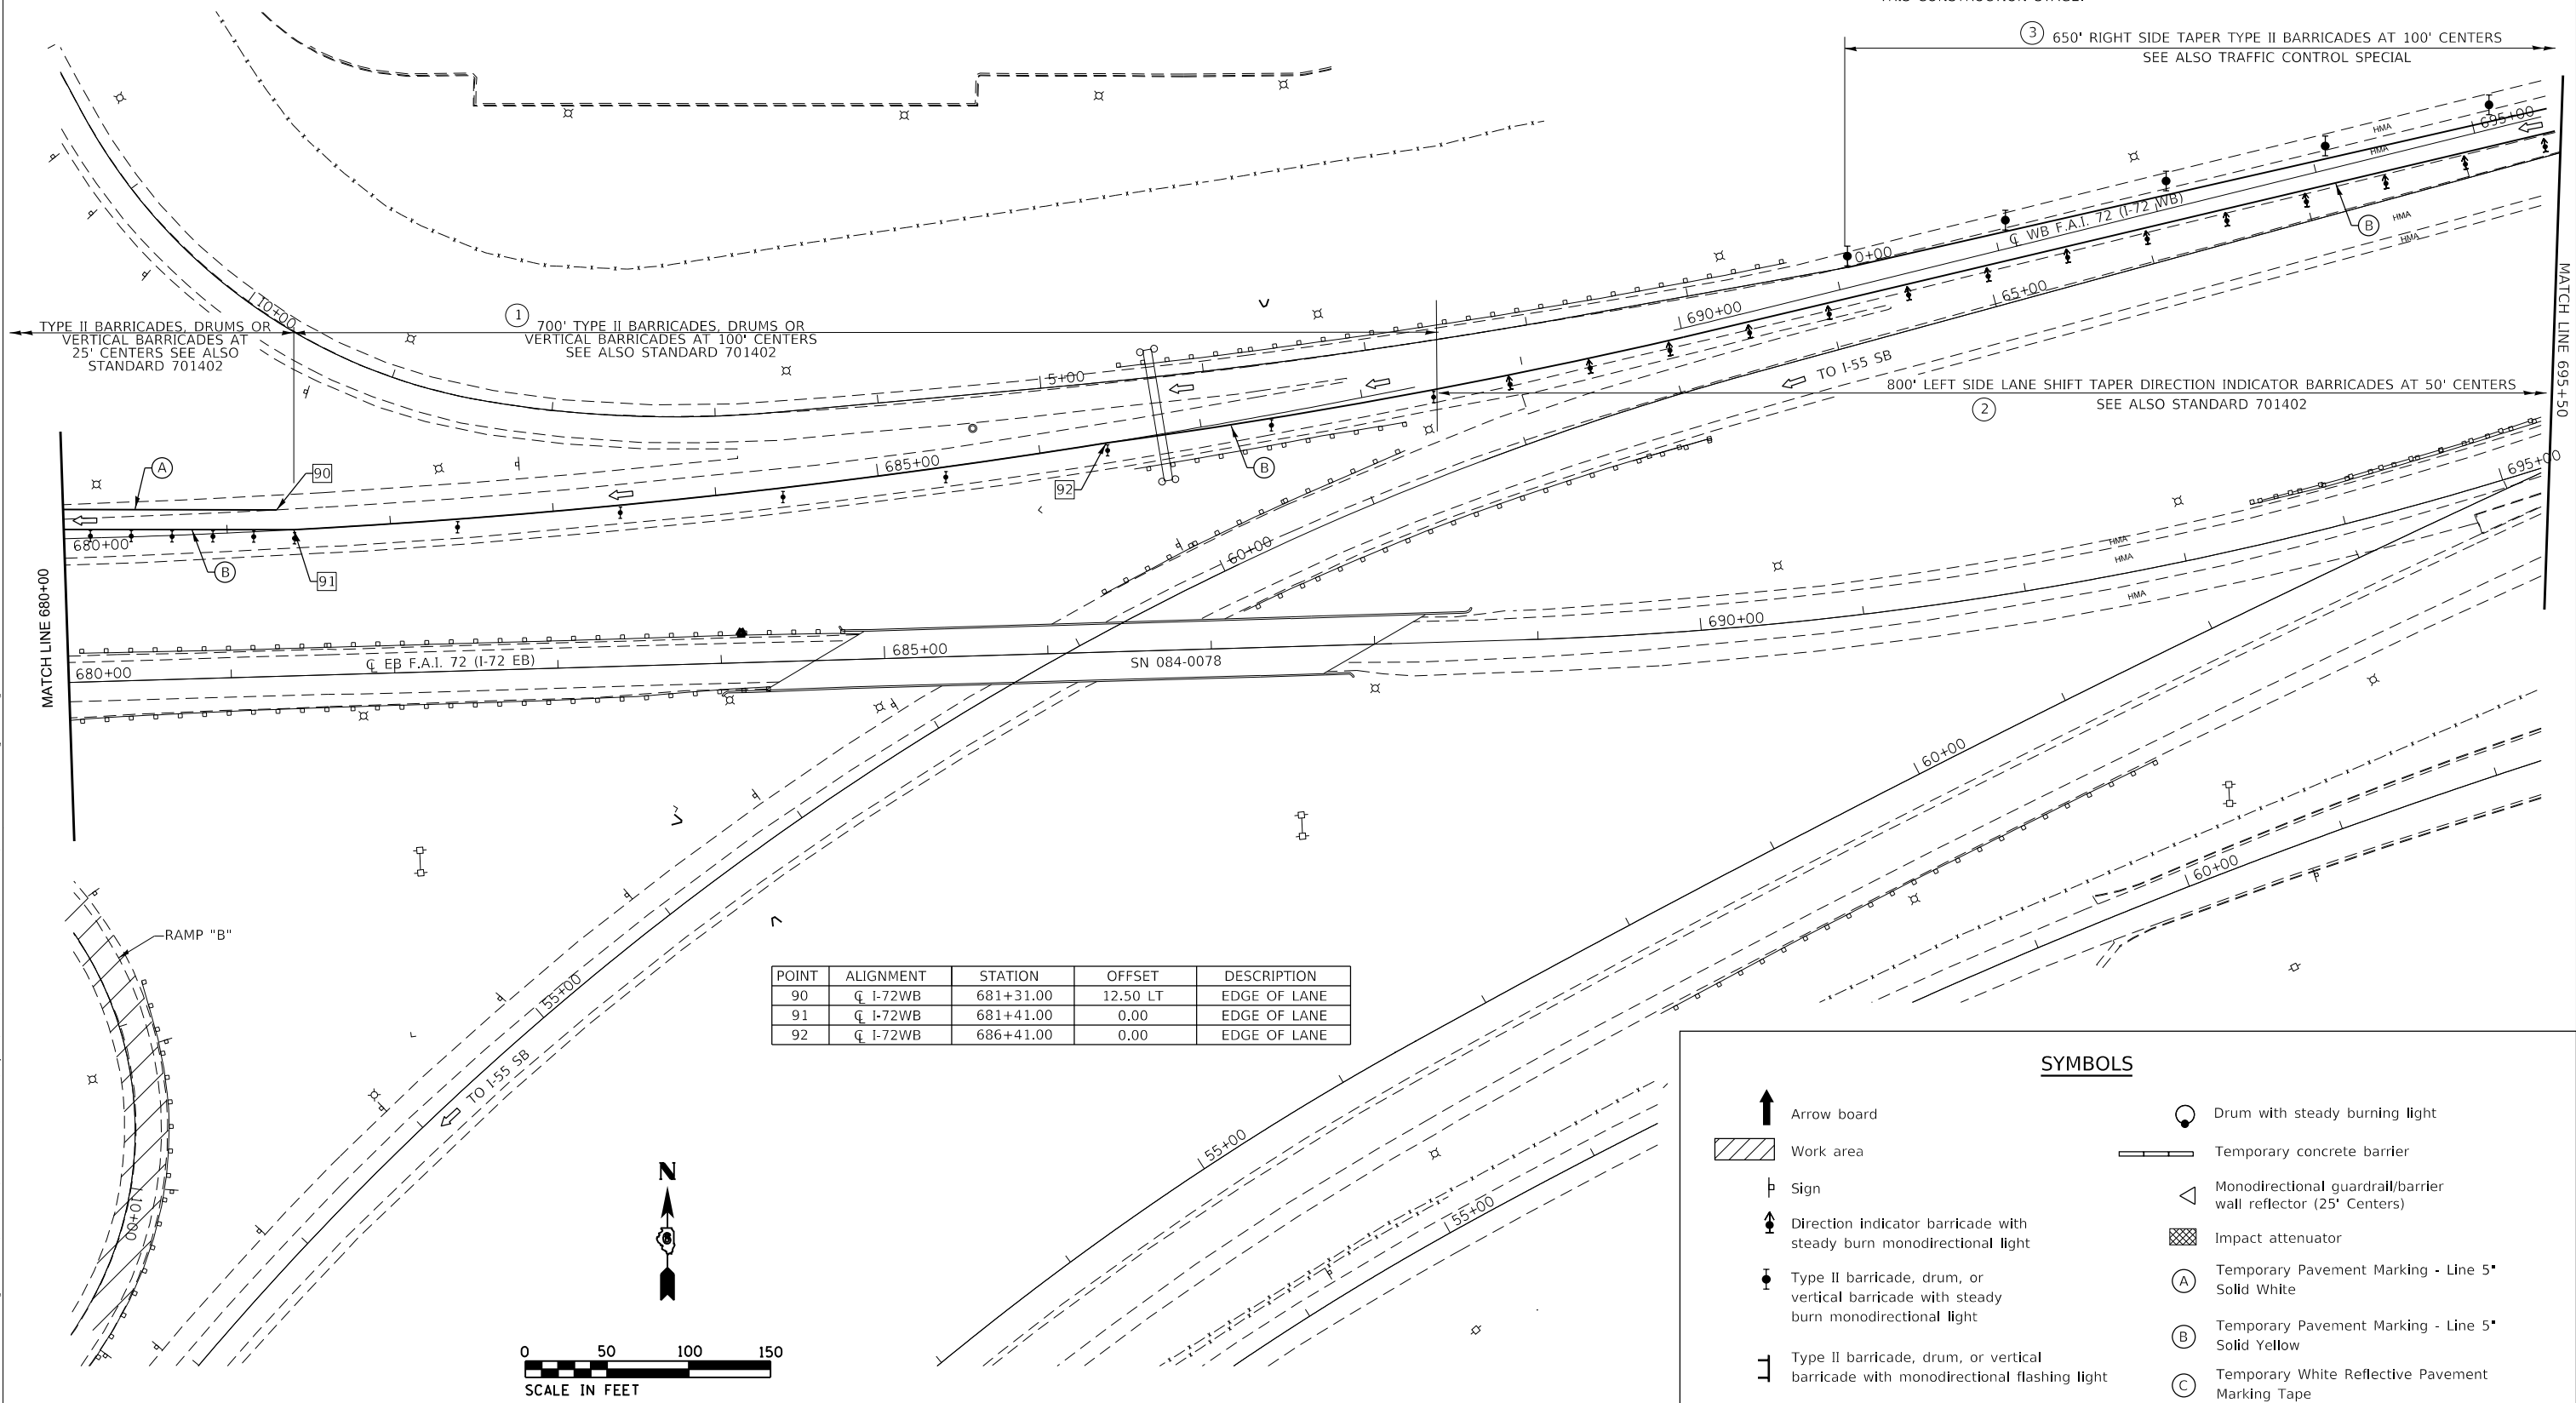 ③ 650' RIGHT SIDE TAPER TYPE II BARRICADES AT 100' CENTERS
SEE ALSO TRAFFIC CONTROL SPECIAL
695+00
HMA
HMA
℄ WB F.A.I. 72 (I-72 WB)
B
HMA
HMA
0+00
MATCH LINE 695+50
65+00
690+00
10+00
①
TYPE II BARRICADES, DRUMS OR
VERTICAL BARRICADES AT
25' CENTERS SEE ALSO
STANDARD 701402
700' TYPE II BARRICADES, DRUMS OR
VERTICAL BARRICADES AT 100' CENTERS
SEE ALSO STANDARD 701402
5+00
TO I-55 SB
800' LEFT SIDE LANE SHIFT TAPER DIRECTION INDICATOR BARRICADES AT 50' CENTERS
② SEE ALSO STANDARD 701402
A
90
685+00
92
B
695+00
680+00
B
91
60+00
HMA
HMA
HMA
MATCH LINE 680+00
℄ EB F.A.I. 72 (I-72 EB)
680+00
685+00
SN 084-0078
690+00
60+00
60+00
RAMP "B"
55+00
TO I-55 SB
POINT ALIGNMENT STATION OFFSET DESCRIPTION
90 ℄ I-72WB 681+31.00 12.50 LT EDGE OF LANE
91 ℄ I-72WB 681+41.00 0.00 EDGE OF LANE
92 ℄ I-72WB 686+41.00 0.00 EDGE OF LANE
55+00
55+00
110+00
N
6
0 50 100 150
SCALE IN FEET
SYMBOLS
Arrow board
Work area
Sign
Direction indicator barricade with
steady burn monodirectional light
Type II barricade, drum, or
vertical barricade with steady
burn monodirectional light
Type II barricade, drum, or vertical
barricade with monodirectional flashing light
Drum with steady burning light
Temporary concrete barrier
Monodirectional guardrail/barrier
wall reflector (25' Centers)
Impact attenuator
A Temporary Pavement Marking - Line 5"
Solid White
B Temporary Pavement Marking - Line 5"
Solid Yellow
C Temporary White Reflective Pavement
Marking Tape